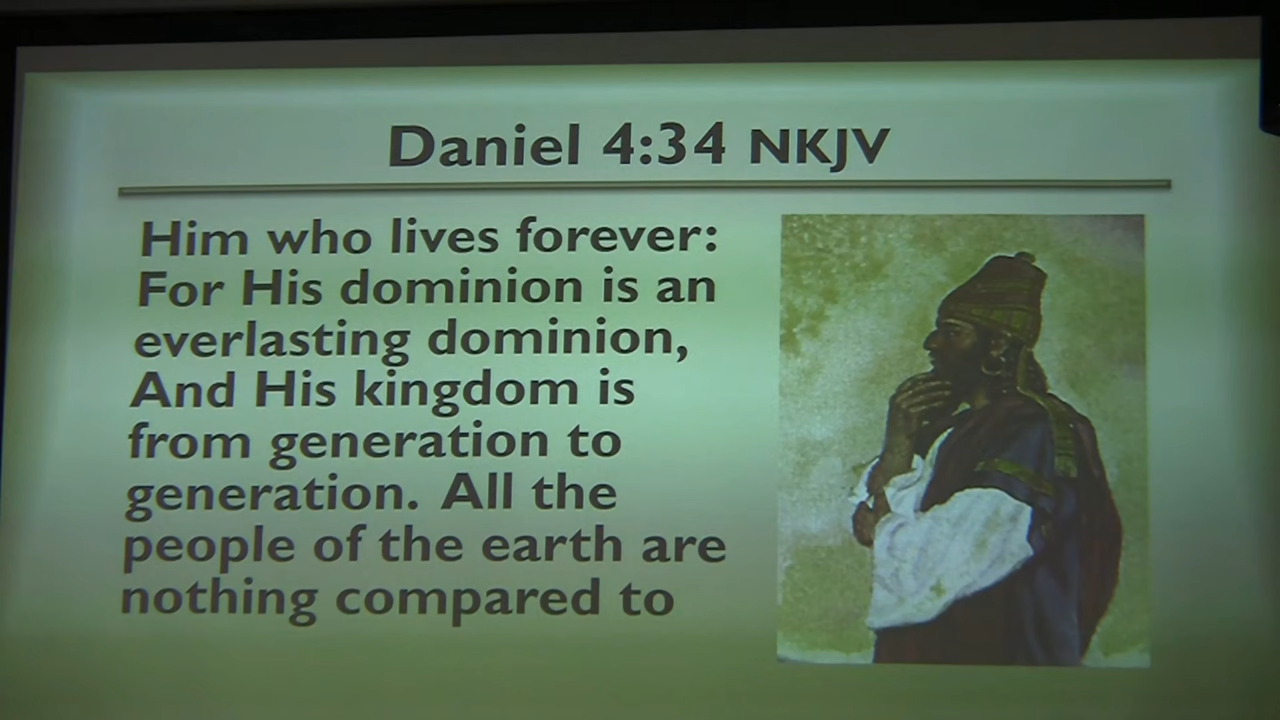 Daniel 4:34 NKJV
Him who lives forever:
For His dominion is an
everlasting dominion,
And His kingdom is
from generation to
generation. All the
people of the earth are
nothing compared to